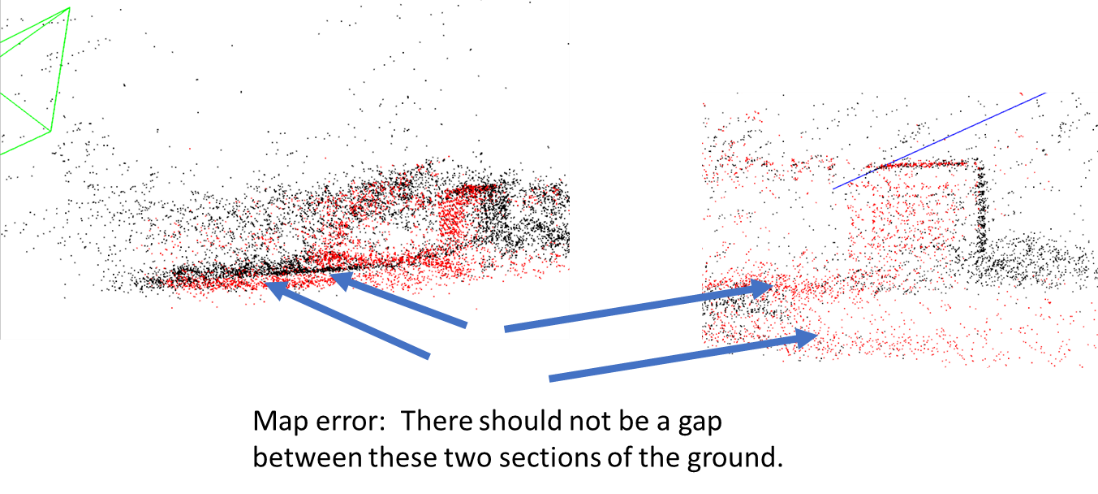 Map error: There should not be a gap
between these two sections of the ground.